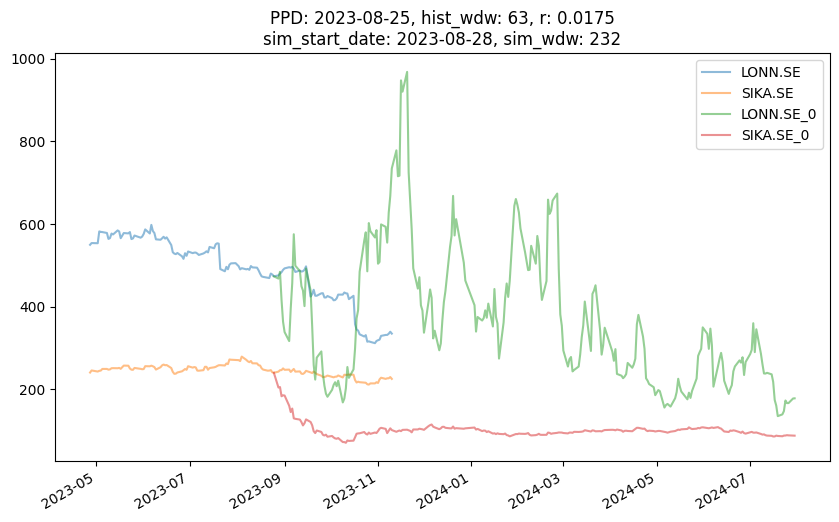 PPD: 2023-08-25, hist_wdw: 63, r: 0.0175
sim_start_date: 2023-08-28, sim_wdw: 232
1000
800
600
400
200
LONN.SE
SIKA.SE
LONN.SE_0
SIKA.SE_0
2023-05
2023-07
2023-09
2023-11
2024-01
2024-03
2024-05
2024-07